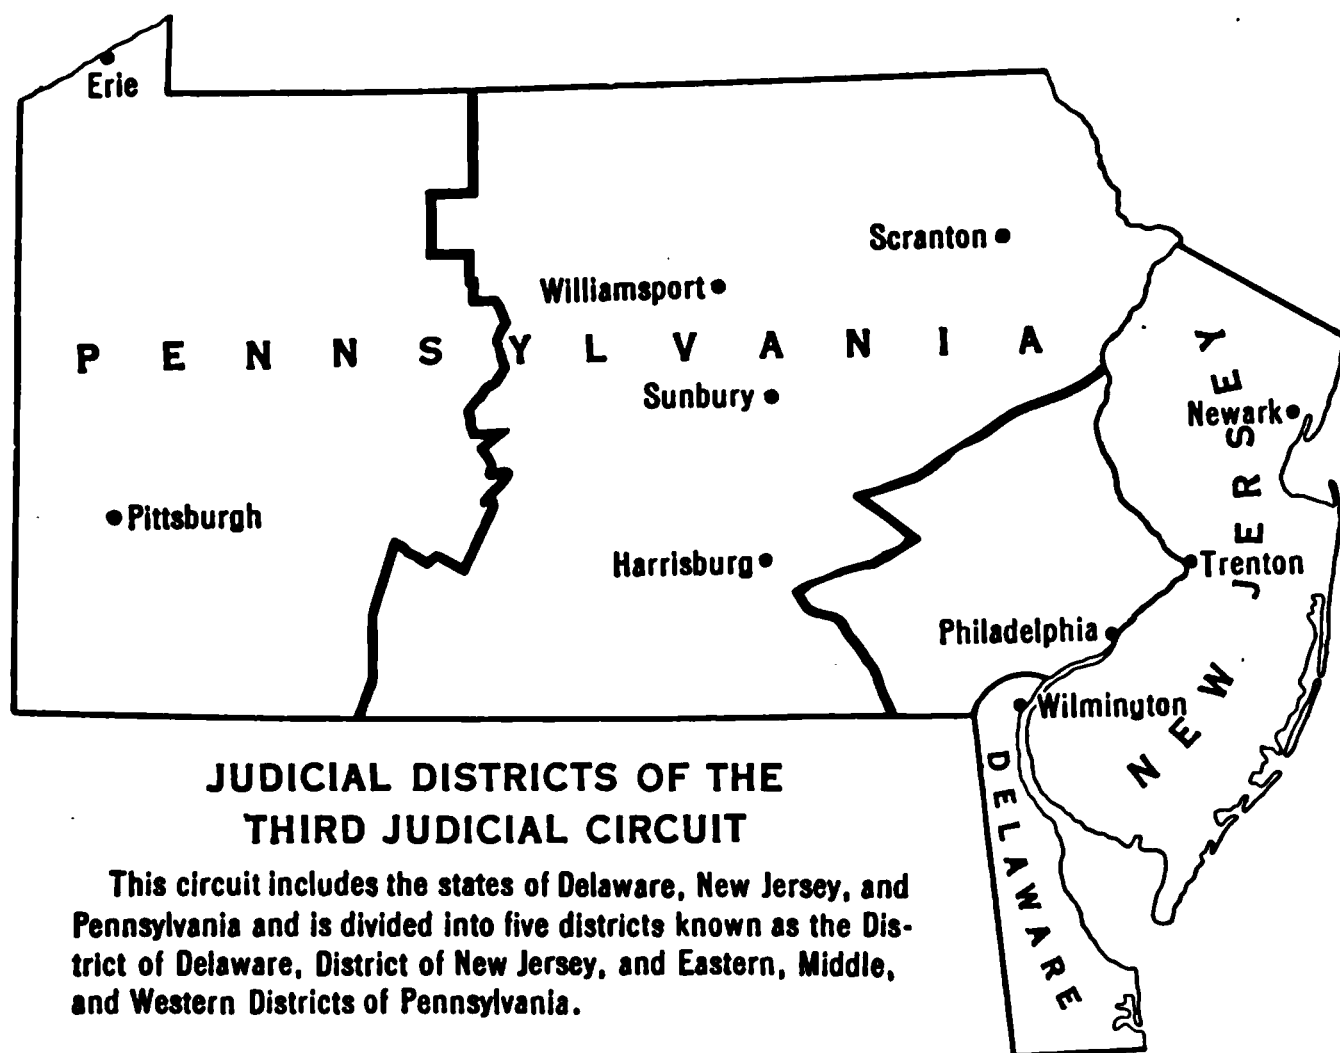 Erie
Scranton
Williamsport
PENNSYLVANIA
Sunbury
Newark
Pittsburgh
Harrisburg
Trenton
Philadelphia
Wilmington
NEW JERSEY
DELAWARE
JUDICIAL DISTRICTS OF THE
THIRD JUDICIAL CIRCUIT
This circuit includes the states of Delaware, New Jersey, and
Pennsylvania and is divided into five districts known as the Dis-
trict of Delaware, District of New Jersey, and Eastern, Middle,
and Western Districts of Pennsylvania.